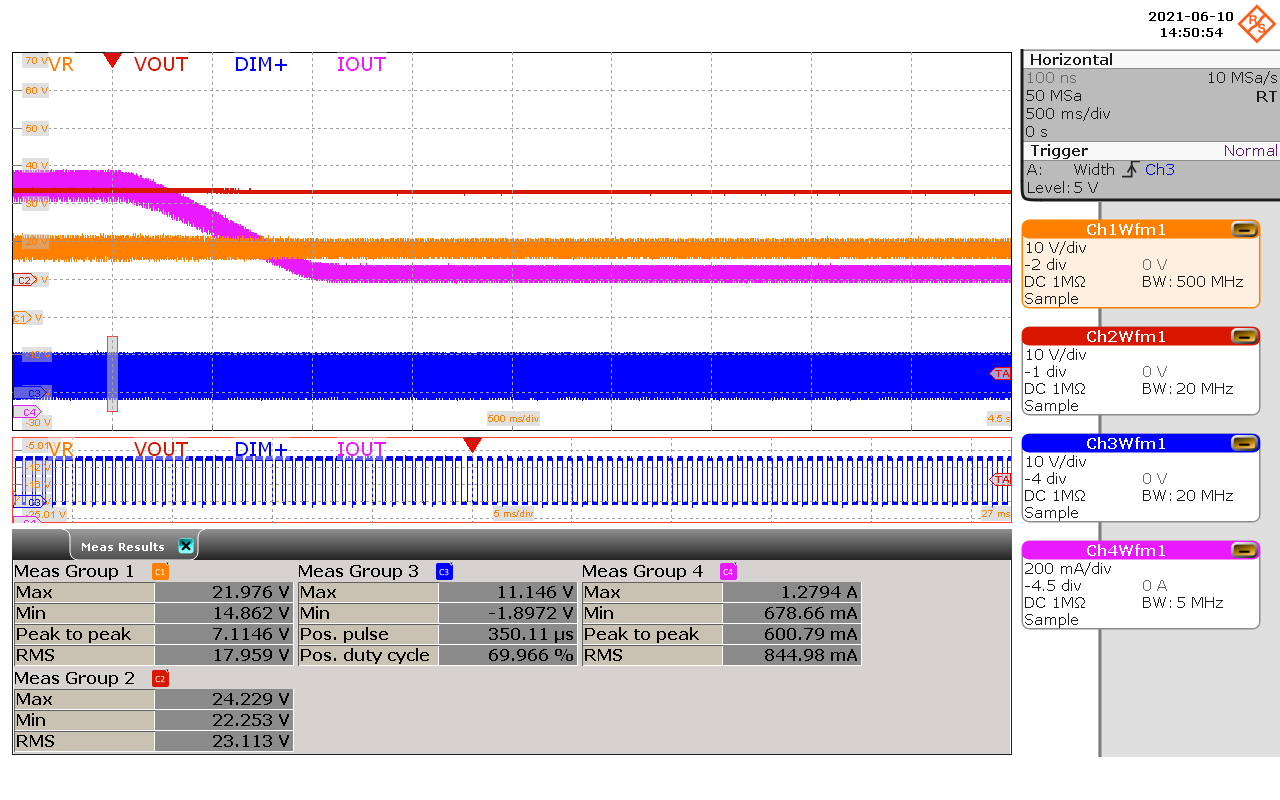 2021-06-10
14:50:54
R S
70 V VR VOUT DIM+ IOUT
60 V
50 V
40 V
30 V
20 V
C2 V
C1 V
-10 V
C3
C4
-30 V
500 ms/div
4.5 s
TA
-5.01 VR VOUT DIM+ IOUT
TA
C3
-25.01 V
C4
5 ms/div
27 ms
Horizontal
100 ns 10 MSa/s
50 MSa RT
500 ms/div
0 s
Trigger Normal
A: Width Ch3
Level: 5 V
Ch1Wfm1
10 V/div
-2 div 0 V
DC 1MΩ BW: 500 MHz
Sample
Ch2Wfm1
10 V/div
-1 div 0 V
DC 1MΩ BW: 20 MHz
Sample
Ch3Wfm1
10 V/div
-4 div 0 V
DC 1MΩ BW: 20 MHz
Sample
Ch4Wfm1
200 mA/div
-4.5 div 0 A
DC 1MΩ BW: 5 MHz
Sample
Meas Results
Meas Group 1 C1
Max 21.976 V
Min 14.862 V
Peak to peak 7.1146 V
RMS 17.959 V
Meas Group 3 C3
Max 11.146 V
Min -1.8972 V
Pos. pulse 350.11 µs
Pos. duty cycle 69.966 %
Meas Group 4 C4
Max 1.2794 A
Min 678.66 mA
Peak to peak 600.79 mA
RMS 844.98 mA
Meas Group 2 C2
Max 24.229 V
Min 22.253 V
RMS 23.113 V